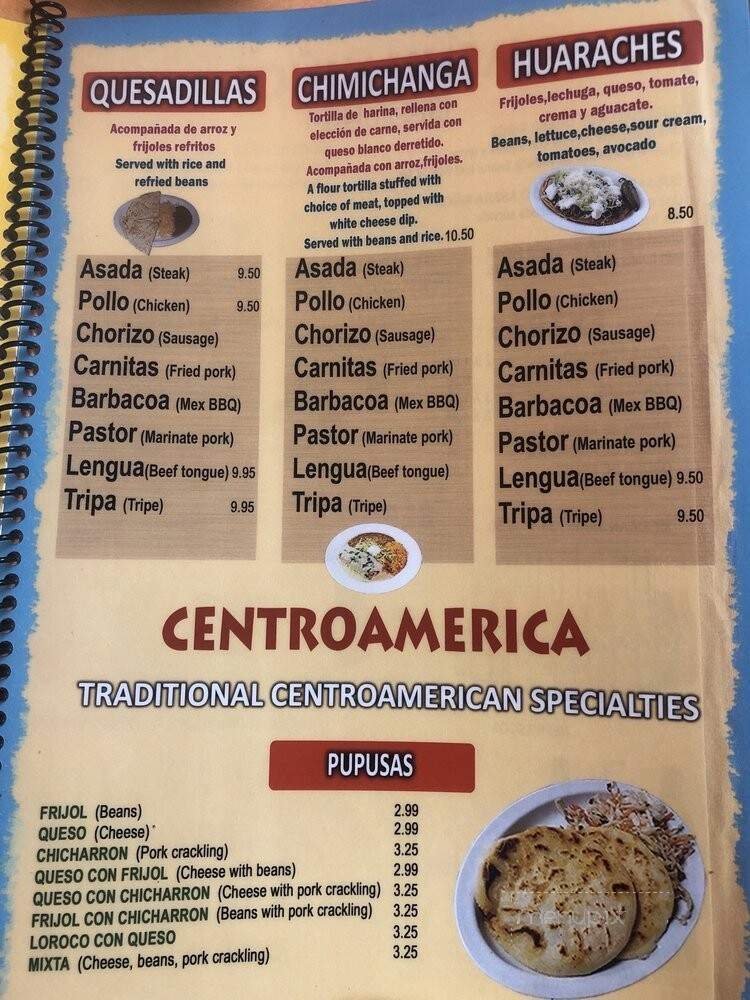 QUESADILLAS
Acompañada de arroz y
frijoles refritos
Served with rice and
refried beans
Asada (Steak) 9.50
Pollo (Chicken) 9.50
Chorizo (Sausage)
Carnitas (Fried pork)
Barbacoa (Mex BBQ)
Pastor (Marinate pork)
Lengua(Beef tongue) 9.95
Tripa (Tripe) 9.95
CHIMICHANGA
Tortilla de harina, rellena con
elección de carne, servida con
queso blanco derretido.
Acompañada con arroz,frijoles.
A flour tortilla stuffed with
choice of meat, topped with
white cheese dip.
Served with beans and rice. 10.50
Asada (Steak)
Pollo (Chicken)
Chorizo (Sausage)
Carnitas (Fried pork)
Barbacoa (Mex BBQ)
Pastor (Marinate pork)
Lengua(Beef tongue)
Tripa (Tripe)
HUARACHES
Frijoles,lechuga, queso, tomate,
crema y aguacate.
Beans, lettuce,cheese,sour cream,
tomatoes, avocado
8.50
Asada (Steak)
Pollo (Chicken)
Chorizo (Sausage)
Carnitas (Fried pork)
Barbacoa (Mex BBQ)
Pastor (Marinate pork)
Lengua(Beef tongue) 9.50
Tripa (Tripe) 9.50
CENTROAMERICA
TRADITIONAL CENTROAMERICAN SPECIALTIES
PUPUSAS
FRIJOL (Beans) 2.99
QUESO (Cheese) 2.99
CHICHARRON (Pork crackling) 3.25
QUESO CON FRIJOL (Cheese with beans) 2.99
QUESO CON CHICHARRON (Cheese with pork crackling) 3.25
FRIJOL CON CHICHARRON (Beans with pork crackling) 3.25
LOROCO CON QUESO 3.25
MIXTA (Cheese, beans, pork crackling) 3.25
menupix